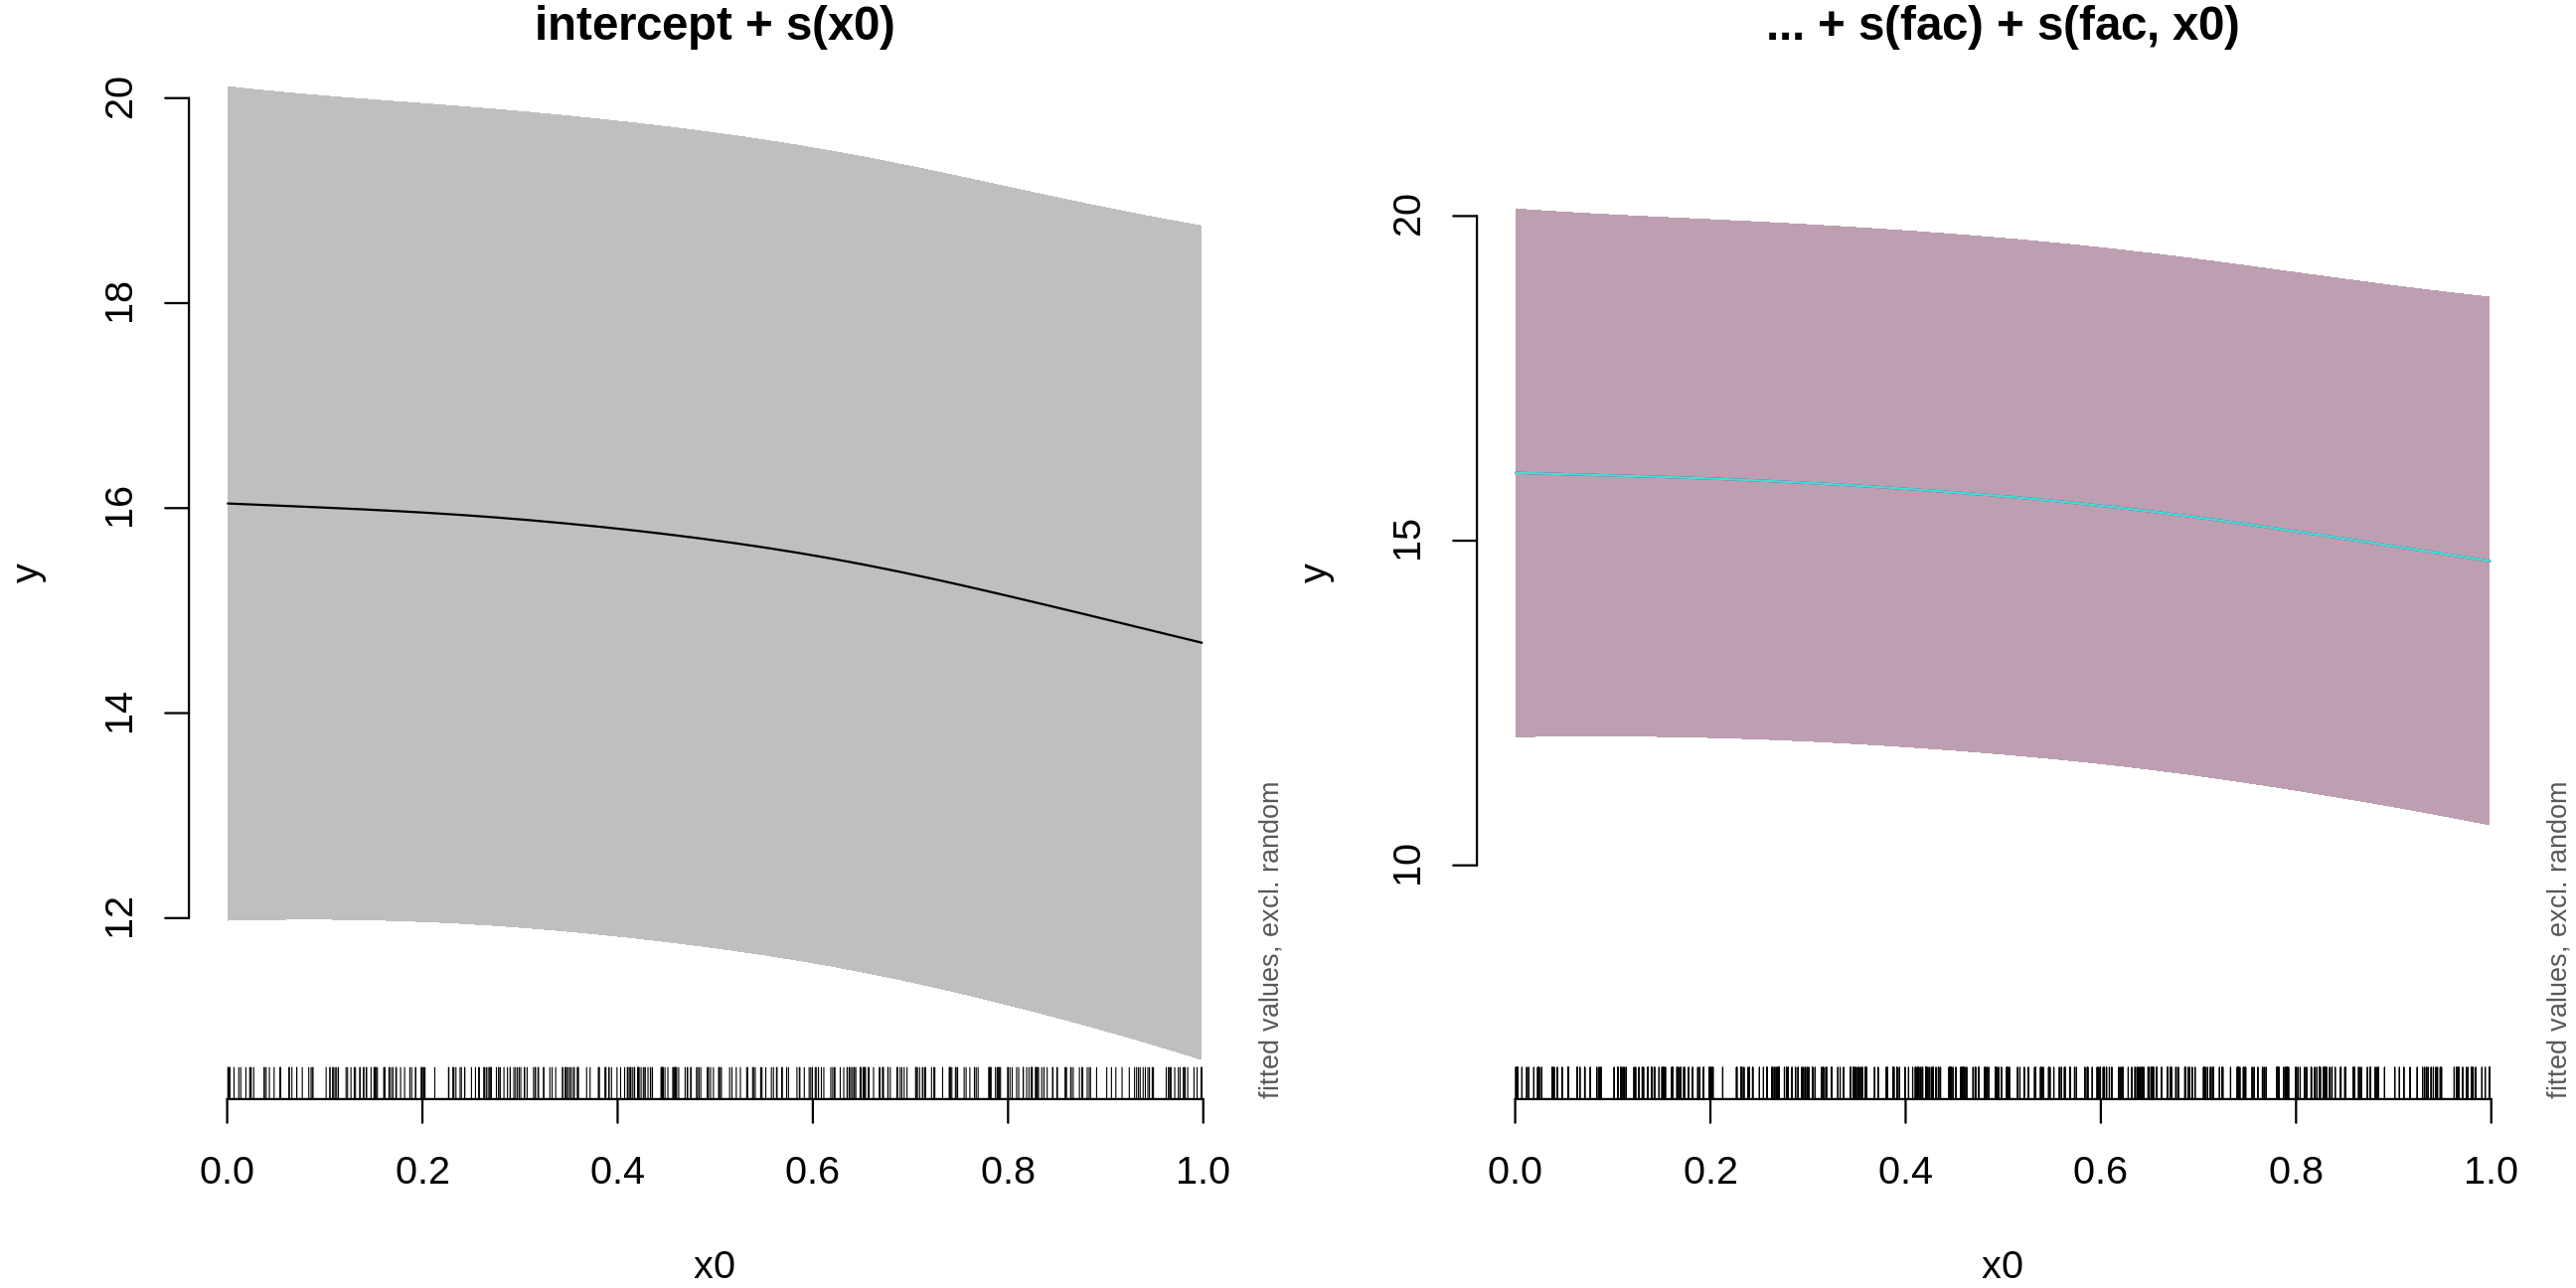 intercept + s(x0)
20
18
16
14
12
y
0.0 0.2 0.4 0.6 0.8 1.0
x0
fitted values, excl. random
... + s(fac) + s(fac, x0)
20
15
10
y
0.0 0.2 0.4 0.6 0.8 1.0
x0
fitted values, excl. random